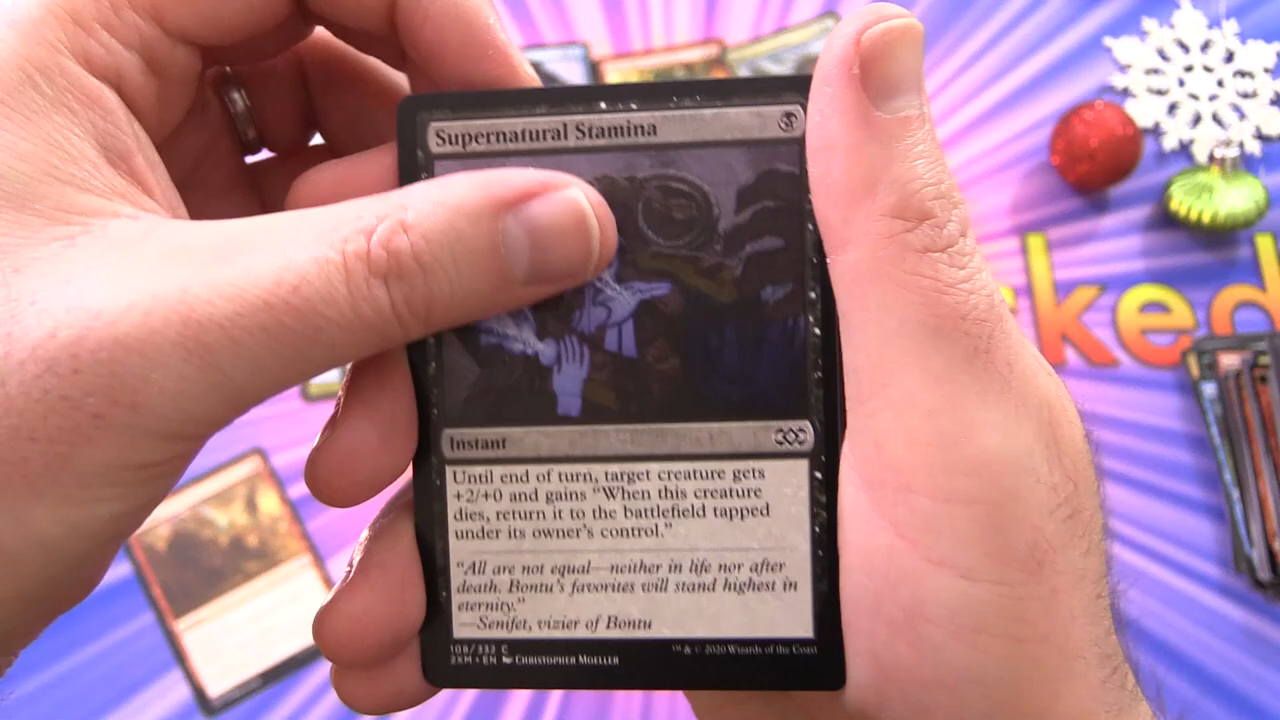 Supernatural Stamina
ked
Instant
Until end of turn, target creature gets
+2/+0 and gains “When this creature
dies, return it to the battlefield tapped
under its owner's control.”
“All are not equal—neither in life nor after
death. Bontu's favorites will stand highest in
eternity.”
—Senifet, vizier of Bontu
108/332 C
2XM • EN Christopher Moeller
™ & © 2020 Wizards of the Coast